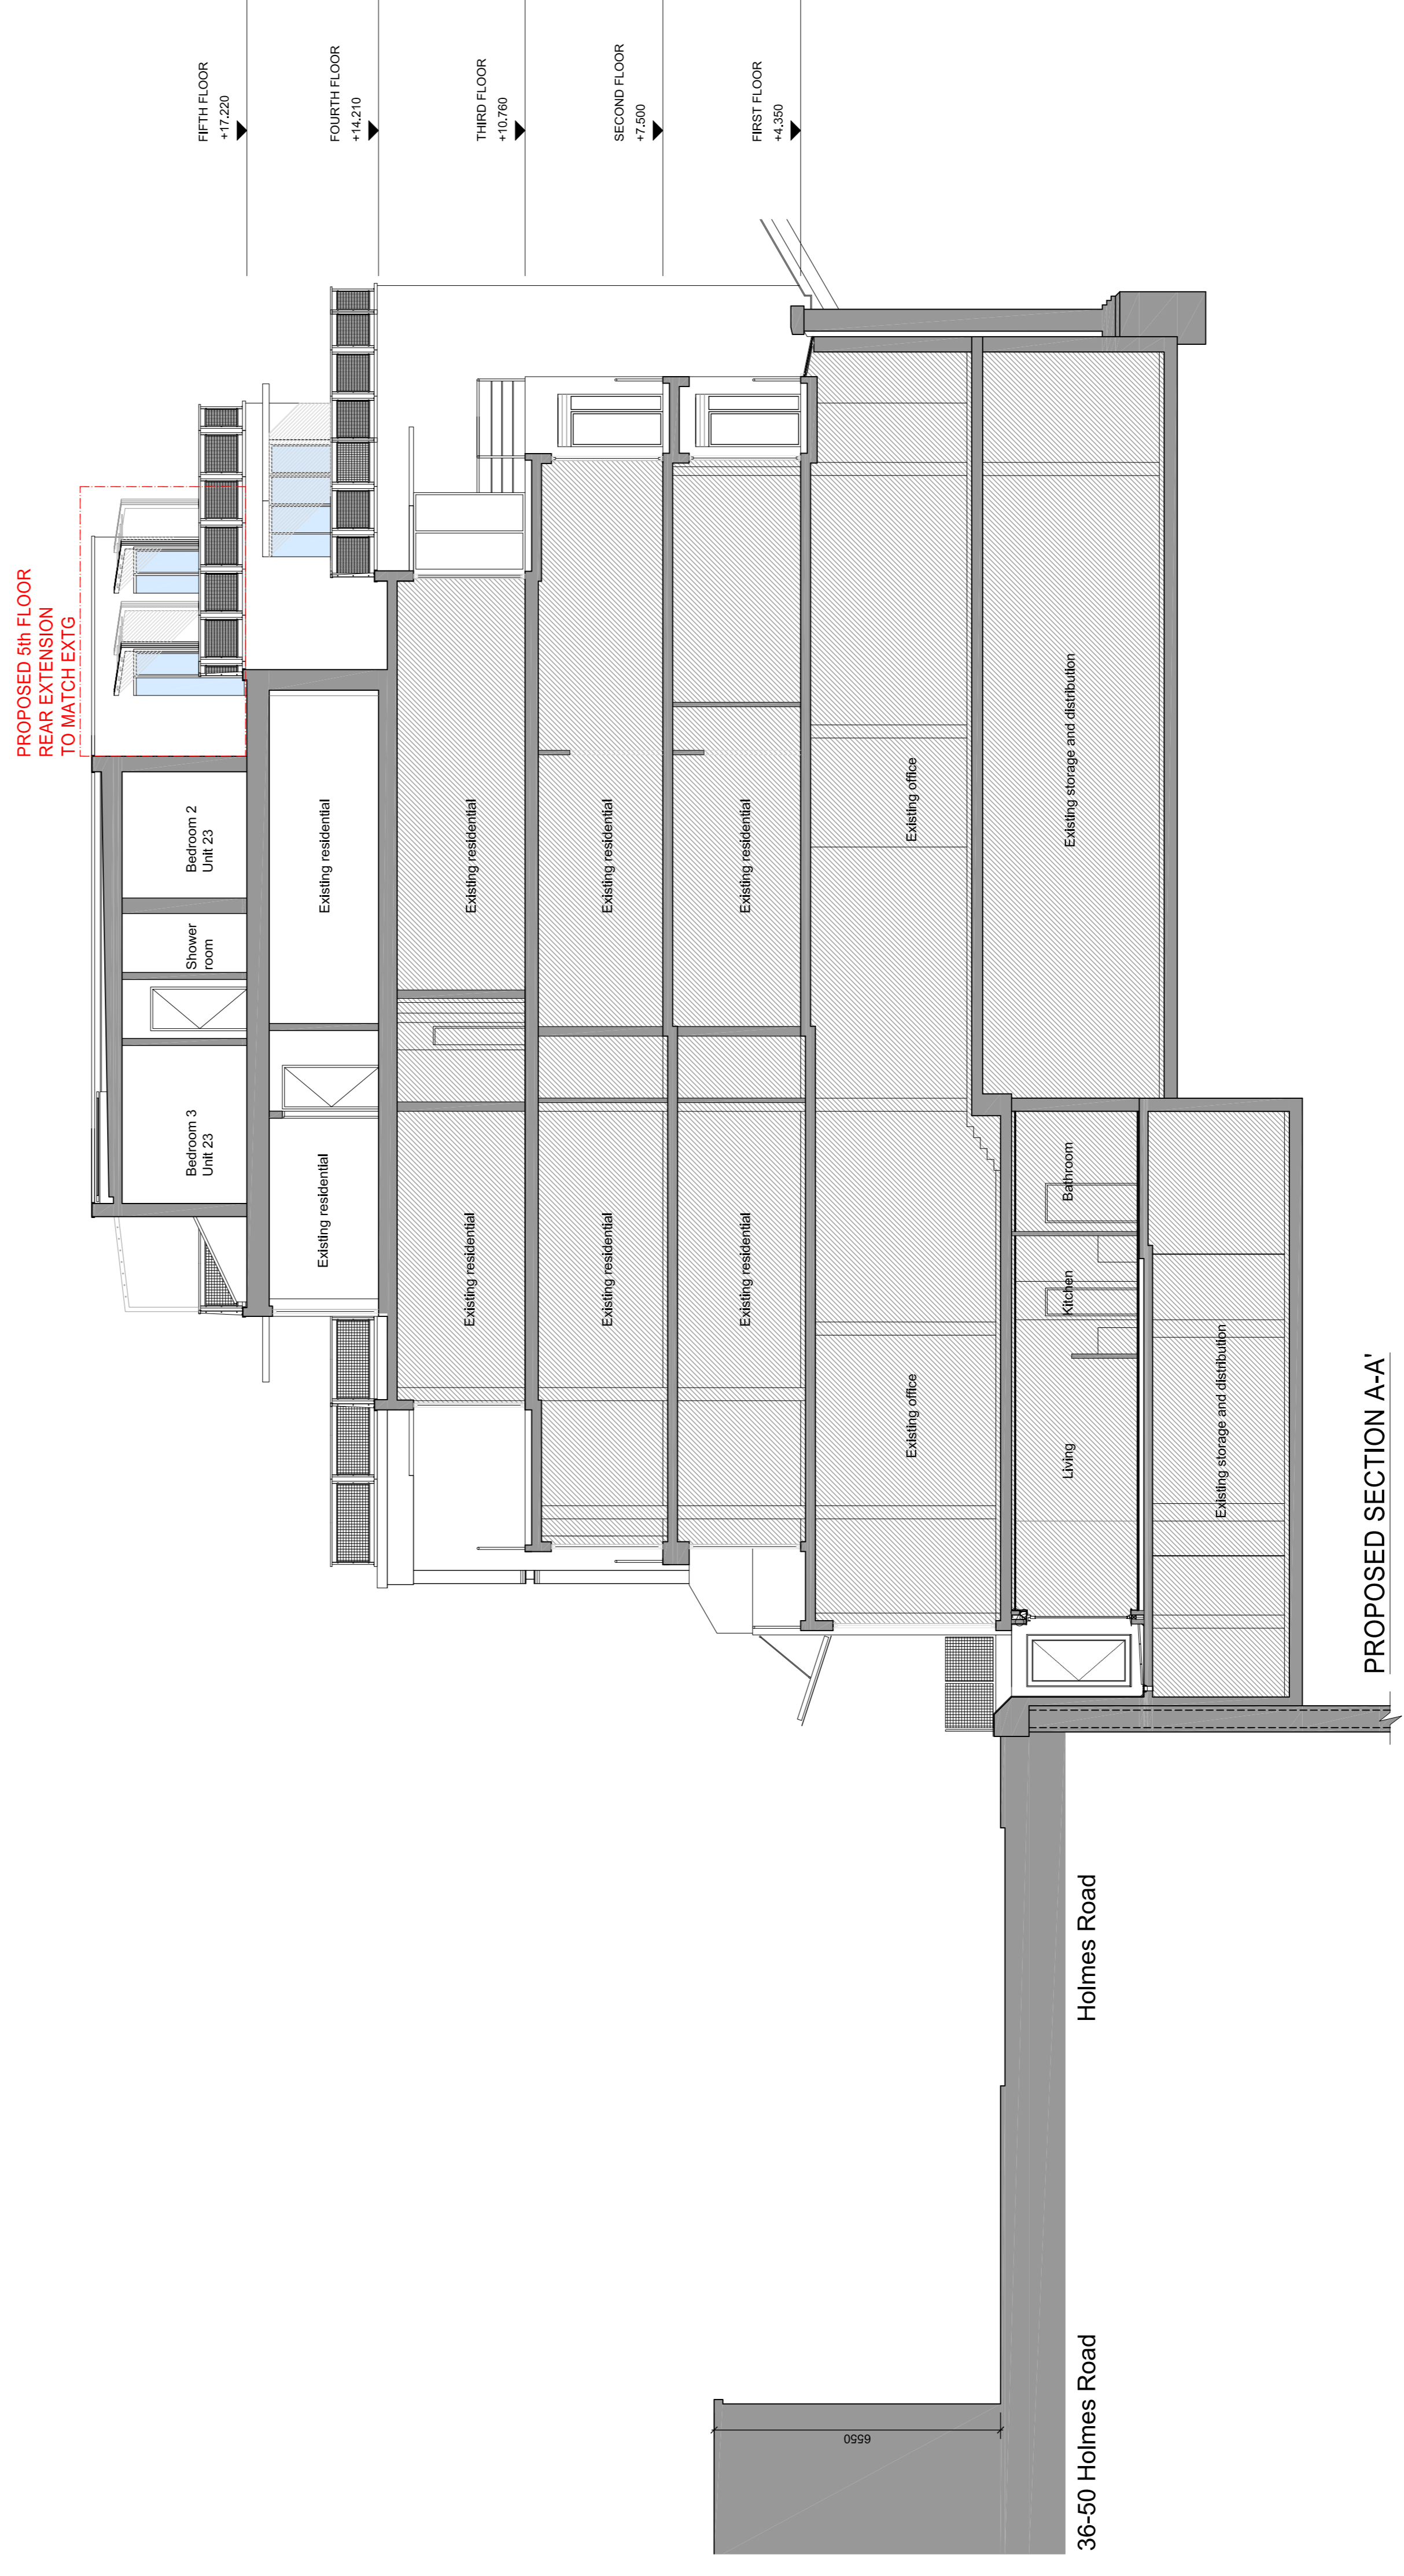 PROPOSED 5th FLOOR
REAR EXTENSION
TO MATCH EXTG
FIFTH FLOOR
+17.220
FOURTH FLOOR
+14.210
THIRD FLOOR
+10.760
SECOND FLOOR
+7.500
FIRST FLOOR
+4.350
Bedroom 3
Unit 23
Shower
room
Bedroom 2
Unit 23
Existing residential
Existing residential
Existing residential
Existing residential
Existing residential
Existing residential
Existing residential
Existing residential
Existing office
Existing office
Living
Kitchen
Bathroom
Existing storage and distribution
Existing storage and distribution
6550
36-50 Holmes Road
Holmes Road
PROPOSED SECTION A-A'